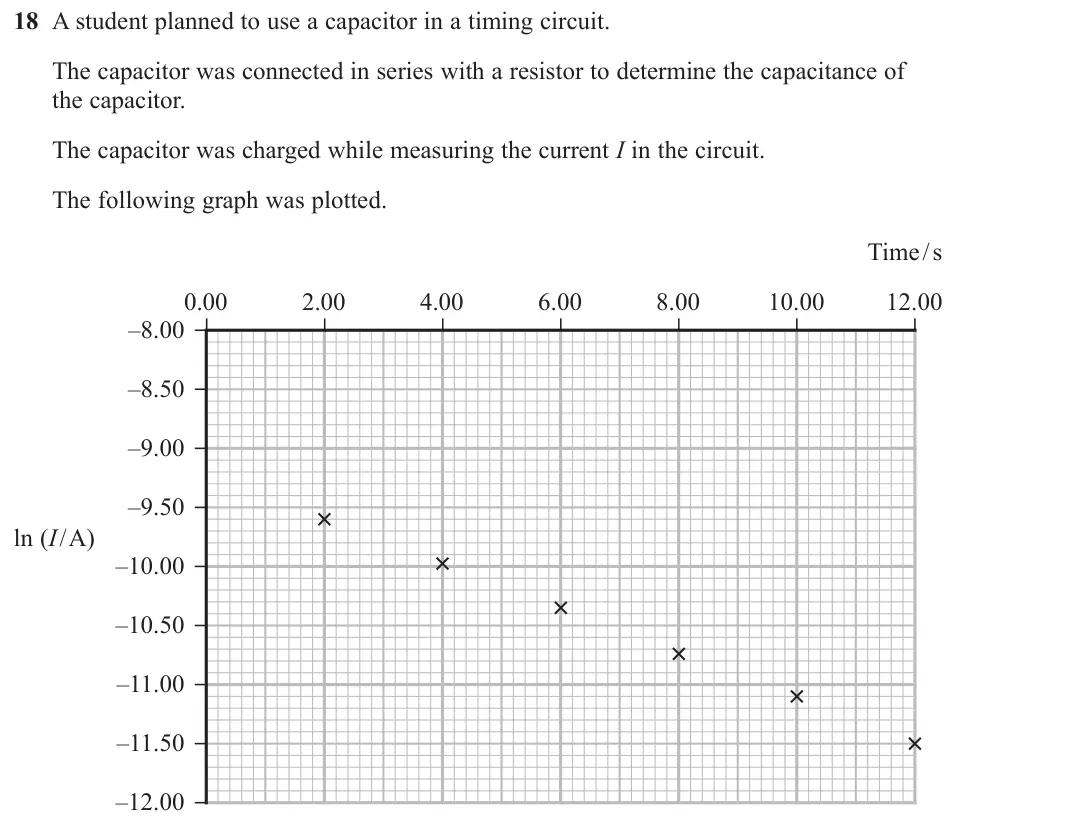 18 A student planned to use a capacitor in a timing circuit.
The capacitor was connected in series with a resistor to determine the capacitance of
the capacitor.
The capacitor was charged while measuring the current I in the circuit.
The following graph was plotted.
Time/s
0.00 2.00 4.00 6.00 8.00 10.00 12.00
–8.00
–8.50
–9.00
–9.50
ln (I/A)
–10.00
–10.50
–11.00
–11.50
–12.00